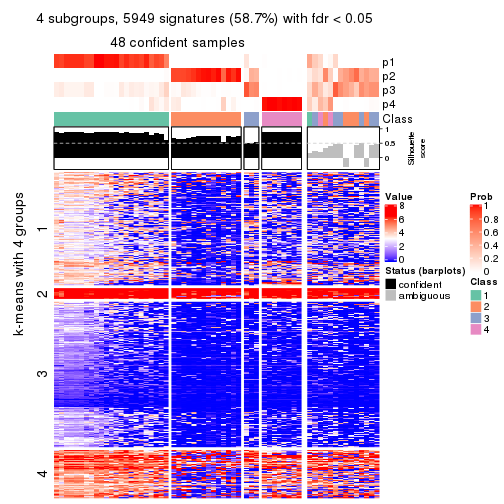 4 subgroups, 5949 signatures (58.7%) with fdr < 0.05
48 confident samples
p1
p2
p3
p4
Class
1
0.5
0
Silhouette
score
k-means with 4 groups
1
2
3
4
Value
8
6
4
2
0
Status (barplots)
confident
ambiguous
Prob
1
0.8
0.6
0.4
0.2
0
Class
1
2
3
4